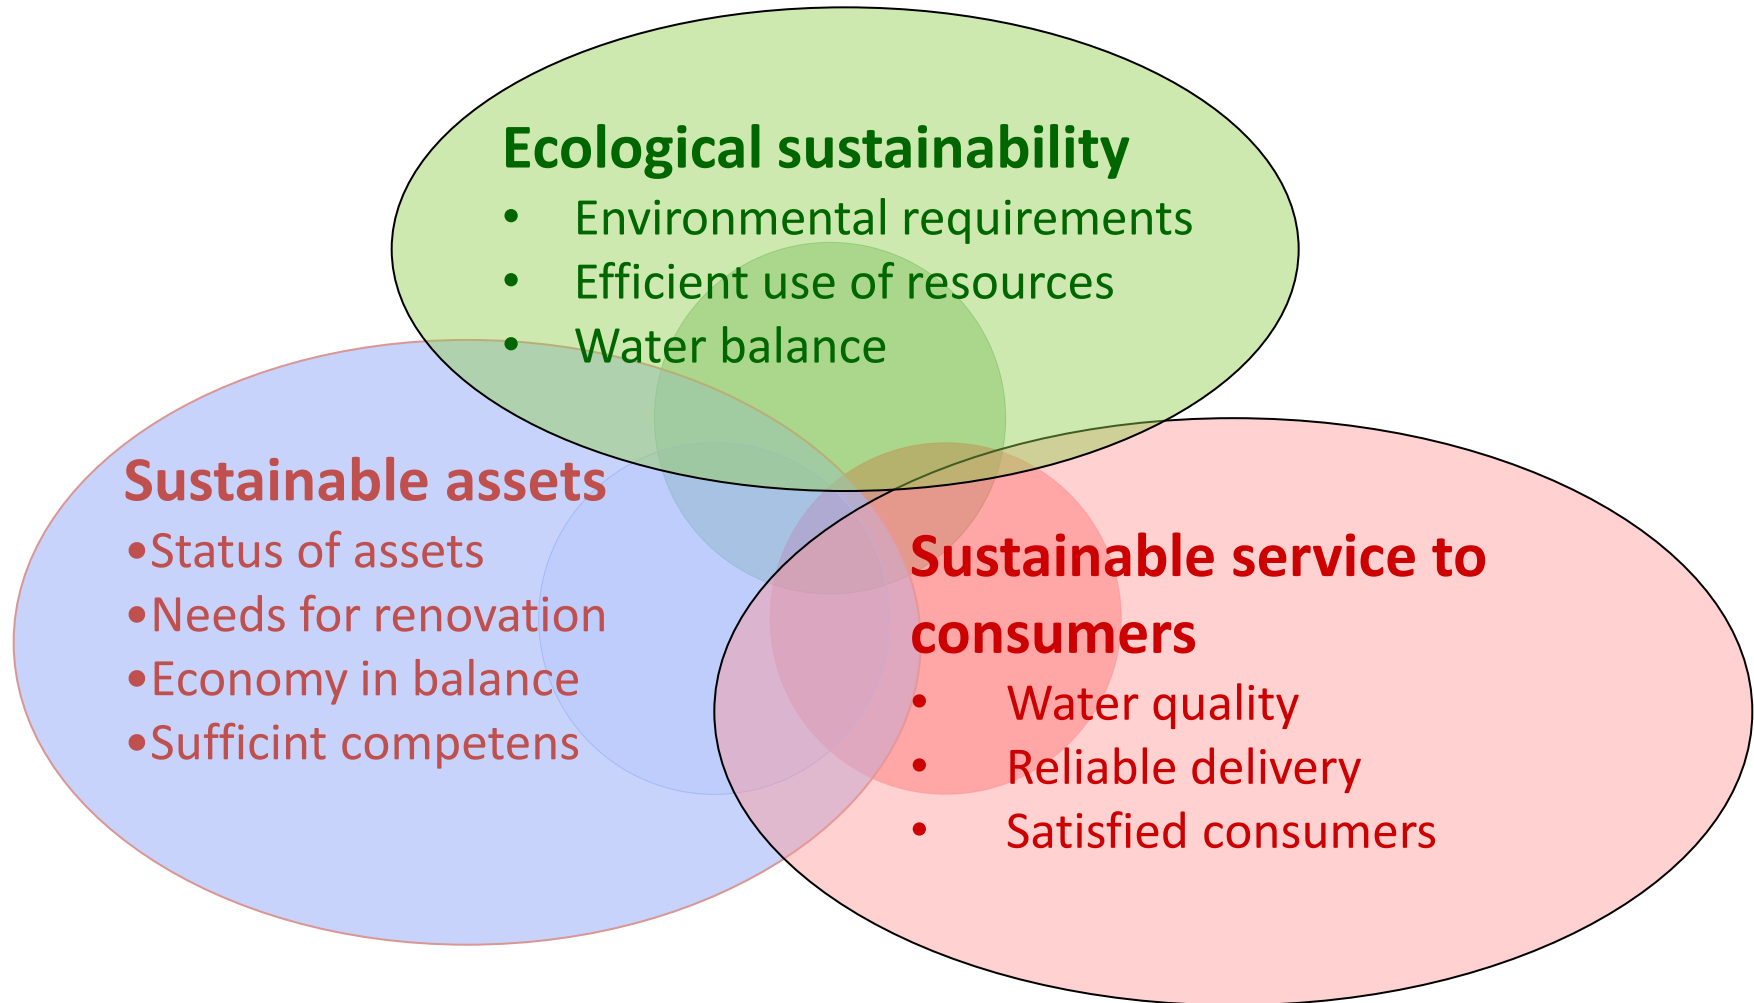 Ecological sustainability
• Environmental requirements
• Efficient use of resources
• Water balance
Sustainable assets
•Status of assets
•Needs for renovation
•Economy in balance
•Sufficint competens
Sustainable service to
consumers
• Water quality
• Reliable delivery
• Satisfied consumers